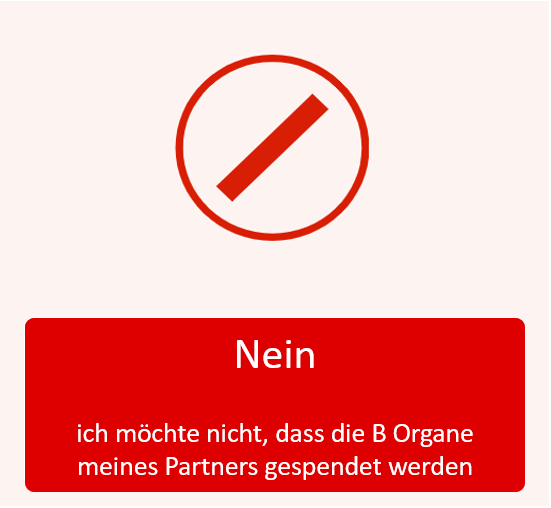 Nein
ich möchte nicht, dass die B Organe
meines Partners gespendet werden